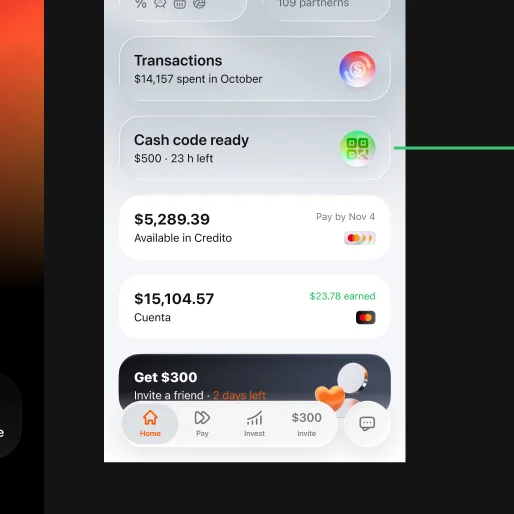 109 partnerns
Transactions
$14,157 spent in October
Cash code ready
$500 · 23 h left
$5,289.39
Pay by Nov 4
Available in Credito
$15,104.57
$23.78 earned
Cuenta
Get $300
Invite a friend · 2 days left
Home
Pay
Invest
$300
Invite
e